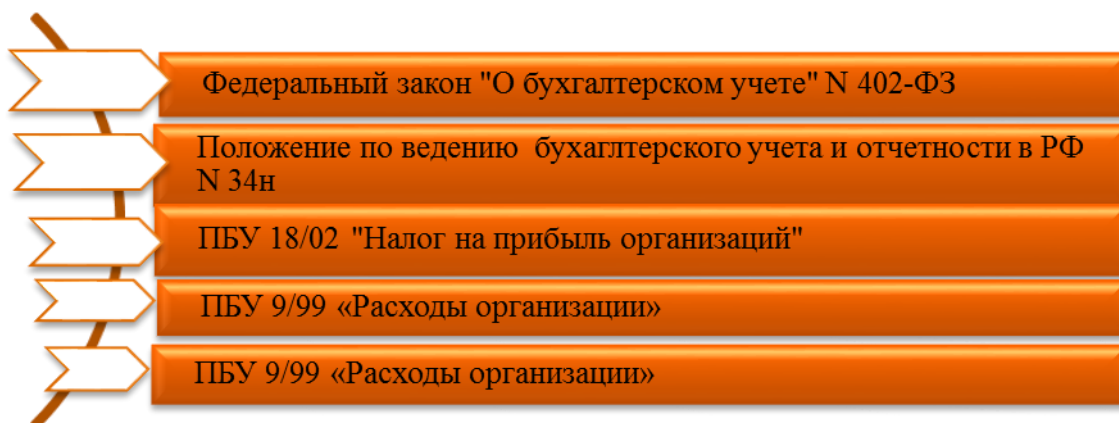 Федеральный закон "О бухгалтерском учете" N 402-ФЗ
Положение по ведению бухаглтерского учета и отчетности в РФ
N 34н
ПБУ 18/02 "Налог на прибыль организаций"
ПБУ 9/99 «Расходы организации»
ПБУ 9/99 «Расходы организации»